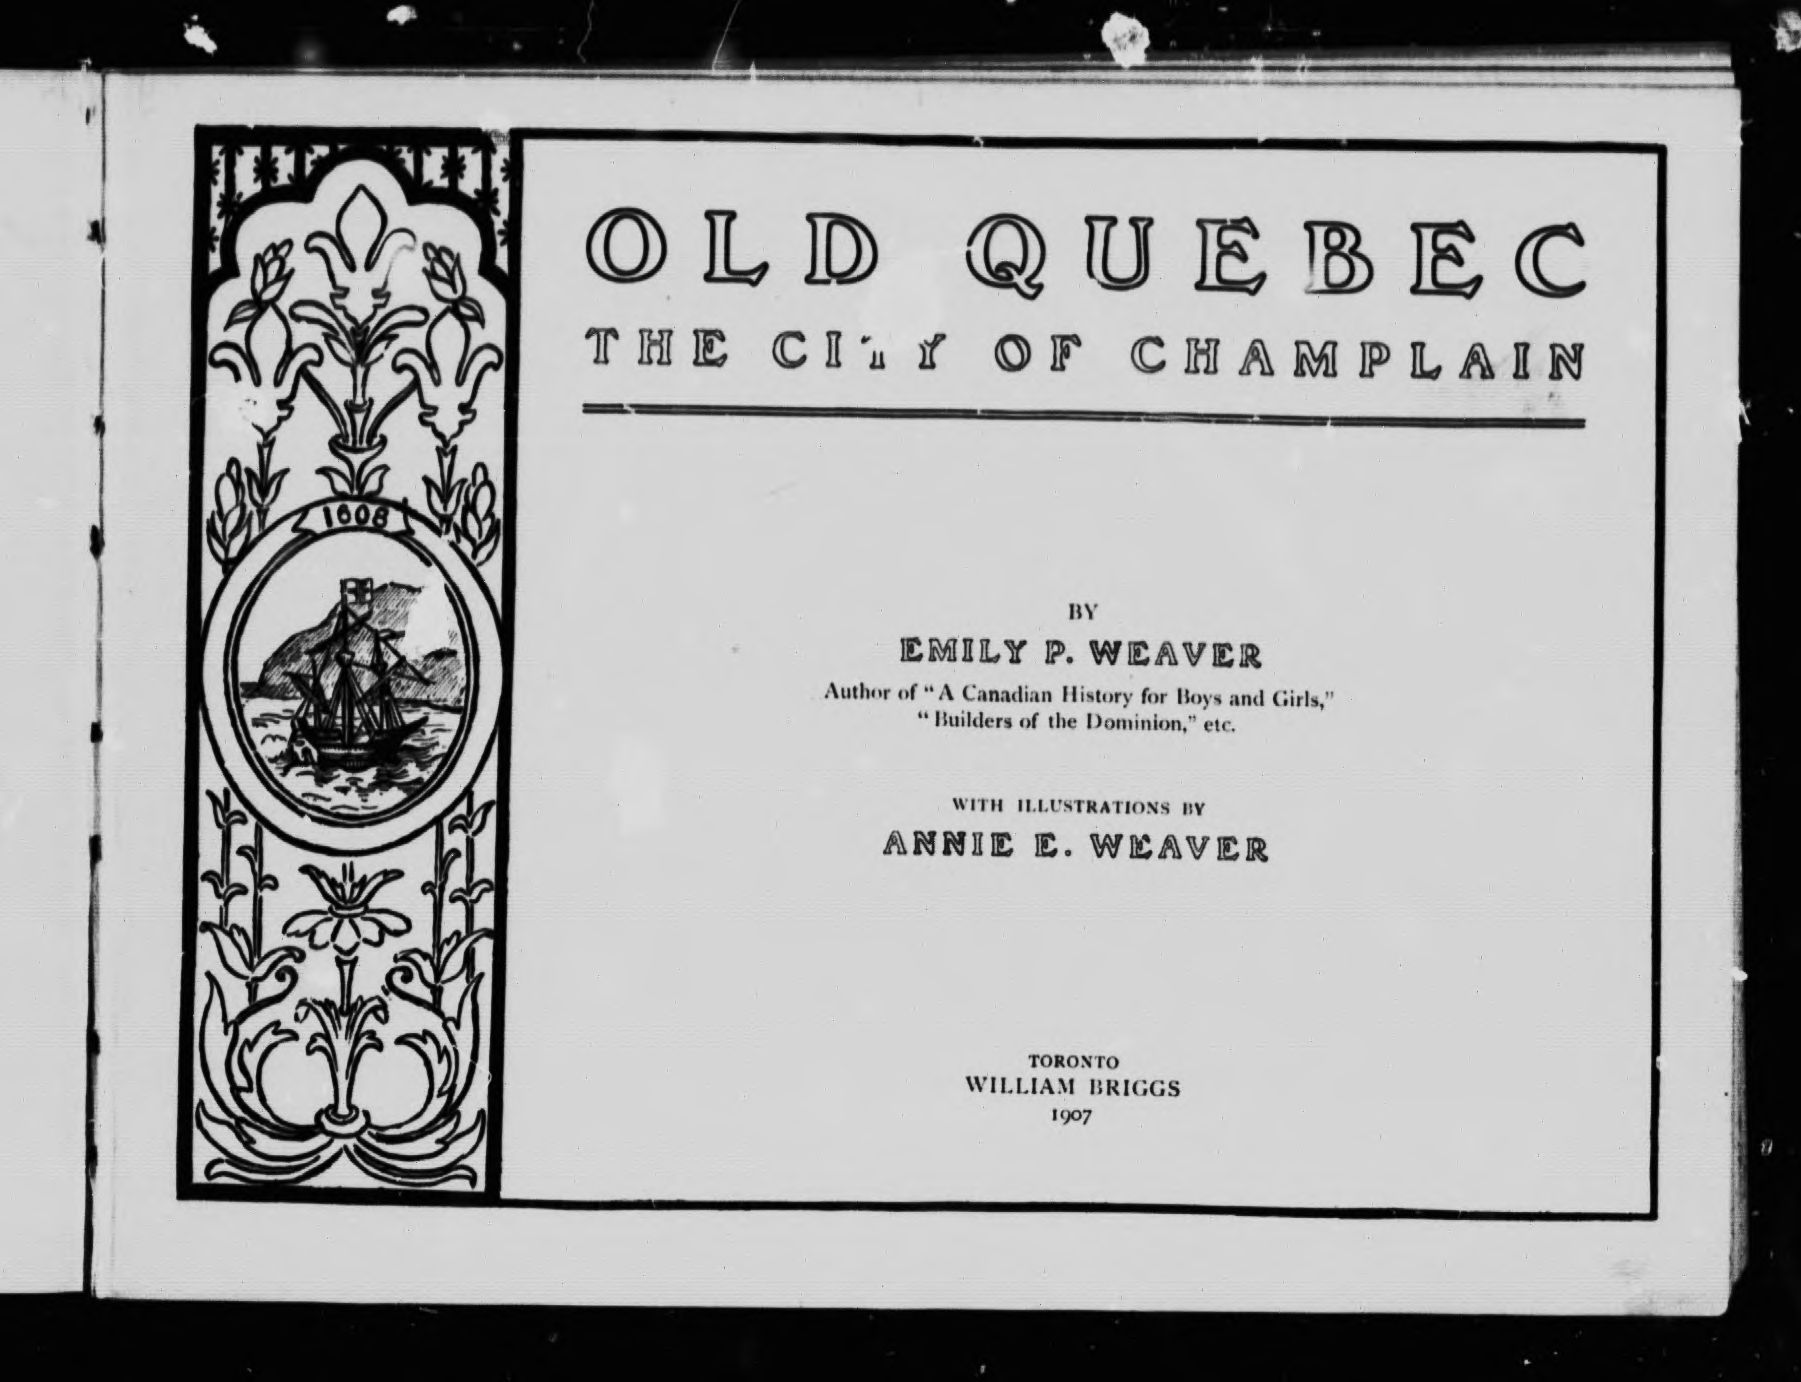 OLD QUEBEC
THE CITY OF CHAMPLAIN
1608
BY
EMILY P. WEAVER
Author of "A Canadian History for Boys and Girls,"
"Builders of the Dominion," etc.
WITH ILLUSTRATIONS BY
ANNIE E. WEAVER
TORONTO
WILLIAM BRIGGS
1907